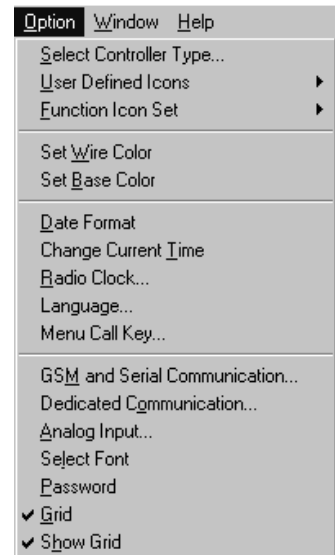 Option Window Help
Select Controller Type...
User Defined Icons
Function Icon Set
Set Wire Color
Set Base Color
Date Format
Change Current Time
Radio Clock...
Language...
Menu Call Key...
GSM and Serial Communication...
Dedicated Communication...
Analog Input...
Select Font
Password
Grid
Show Grid